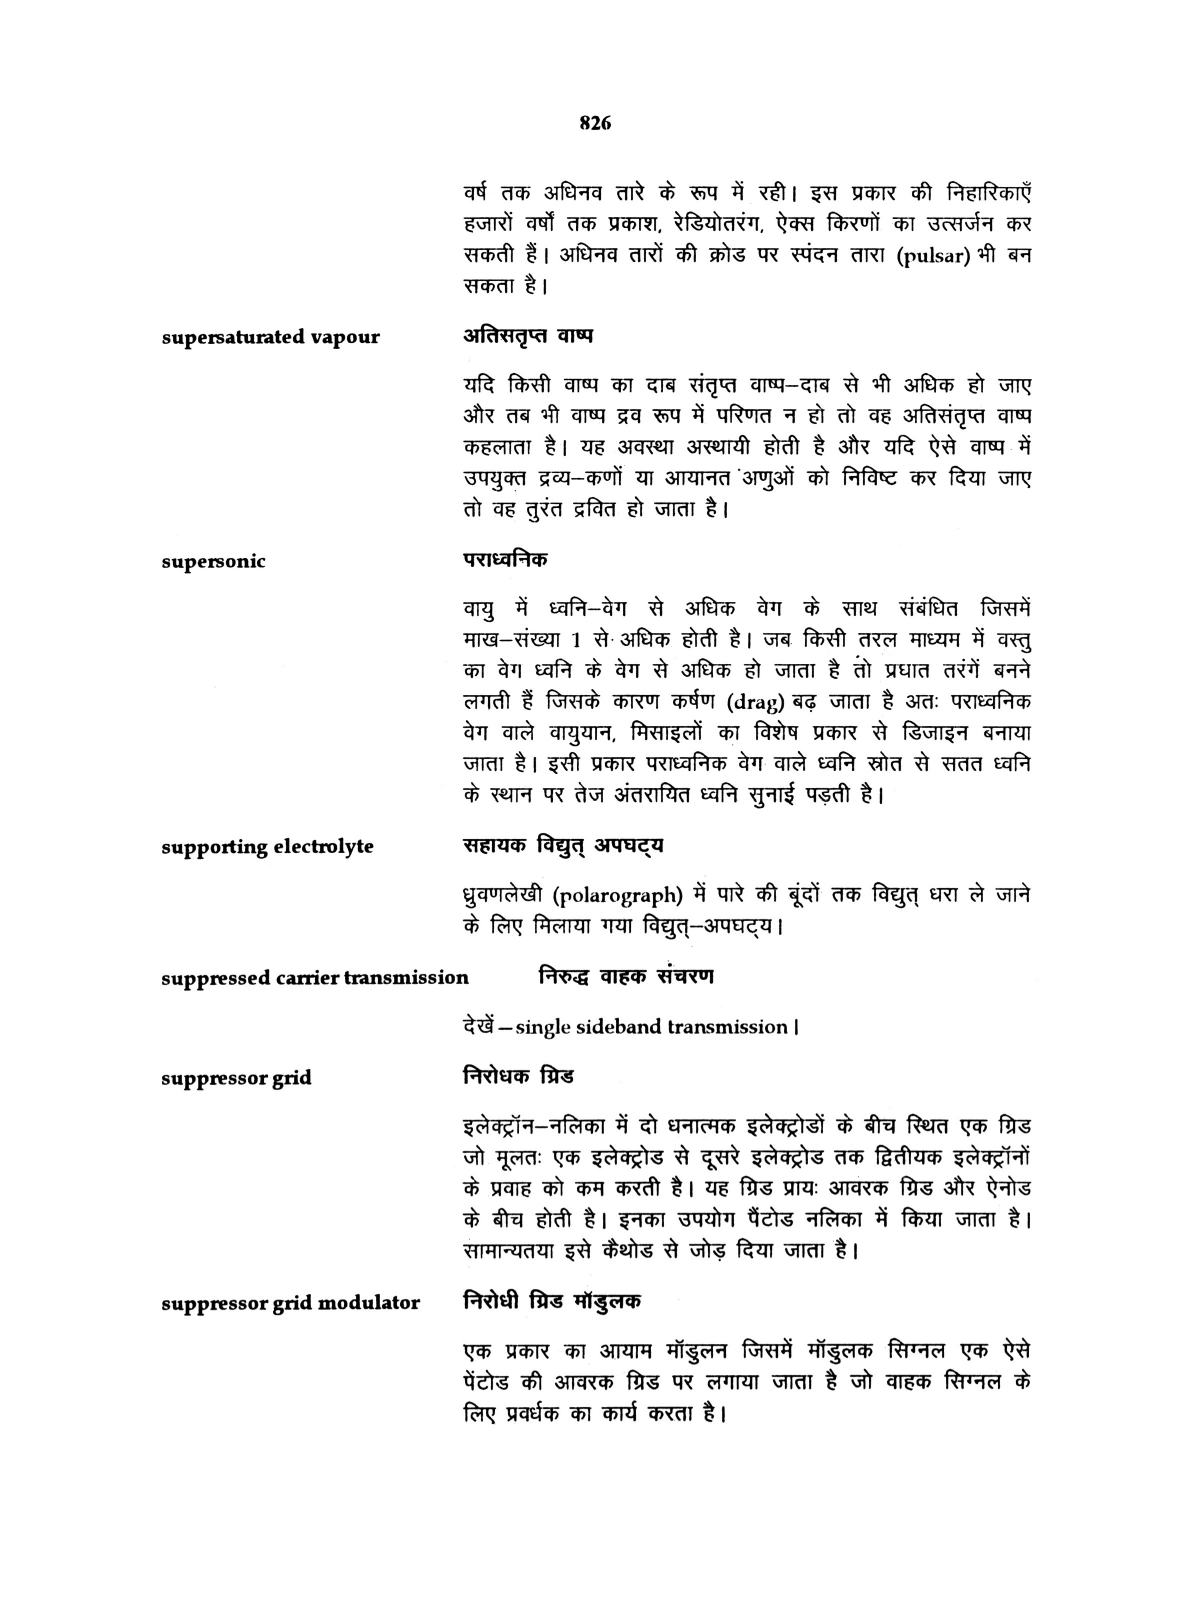 826
वर्ष तक अधिनव तारे के रूप में रही। इस प्रकार की निहारिकाएँ
हजारों वर्षों तक प्रकाश, रेडियोतरंग, ऐक्स किरणों का उत्सर्जन कर
सकती हैं। अधिनव तारों की क्रोड पर स्पंदन तारा (pulsar) भी बन
सकता है।
supersaturated vapour अतिसतृप्त वाष्प
यदि किसी वाष्प का दाब संतृप्त वाष्प–दाब से भी अधिक हो जाए
और तब भी वाष्प द्रव रूप में परिणत न हो तो वह अतिसंतृप्त वाष्प
कहलाता है। यह अवस्था अस्थायी होती है और यदि ऐसे वाष्प में
उपयुक्त द्रव्य–कणों या आयानत अणुओं को निविष्ट कर दिया जाए
तो वह तुरंत द्रवित हो जाता है।
supersonic पराध्वनिक
वायु में ध्वनि–वेग से अधिक वेग के साथ संबंधित जिसमें
माख–संख्या 1 से अधिक होती है। जब किसी तरल माध्यम में वस्तु
का वेग ध्वनि के वेग से अधिक हो जाता है तो प्रधात तरंगें बनने
लगती हैं जिसके कारण कर्षण (drag) बढ़ जाता है अतः पराध्वनिक
वेग वाले वायुयान, मिसाइलों का विशेष प्रकार से डिजाइन बनाया
जाता है। इसी प्रकार पराध्वनिक वेग वाले ध्वनि स्रोत से सतत ध्वनि
के स्थान पर तेज अंतरायित ध्वनि सुनाई पड़ती है।
supporting electrolyte सहायक विद्युत् अपघट्य
ध्रुवणलेखी (polarograph) में पारे की बूंदों तक विद्युत् धरा ले जाने
के लिए मिलाया गया विद्युत्–अपघट्य।
suppressed carrier transmission निरुद्ध वाहक संचरण
देखें – single sideband transmission।
suppressor grid निरोधक ग्रिड
इलेक्ट्रॉन–नलिका में दो धनात्मक इलेक्ट्रोडों के बीच स्थित एक ग्रिड
जो मूलतः एक इलेक्ट्रोड से दूसरे इलेक्ट्रोड तक द्वितीयक इलेक्ट्रॉनों
के प्रवाह को कम करती है। यह ग्रिड प्रायः आवरक ग्रिड और ऐनोड
के बीच होती है। इनका उपयोग पैंटोड नलिका में किया जाता है।
सामान्यतया इसे कैथोड से जोड़ दिया जाता है।
suppressor grid modulator निरोधी ग्रिड मॉडुलक
एक प्रकार का आयाम मॉडुलन जिसमें मॉडुलक सिग्नल एक ऐसे
पेंटोड की आवरक ग्रिड पर लगाया जाता है जो वाहक सिग्नल के
लिए प्रवर्धक का कार्य करता है।